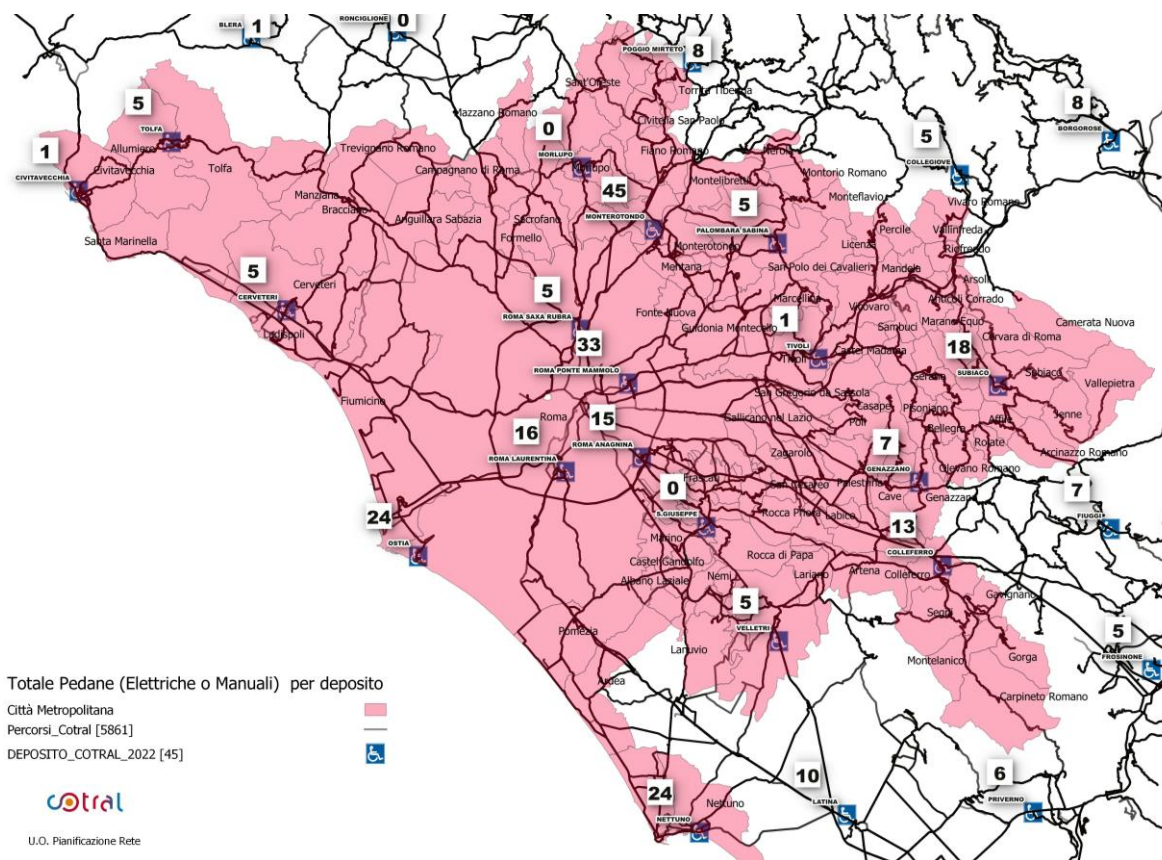 BLERA
1
RONCIGLIONE
0
POGGIO MIRTETO
8
Sant'Oreste
Torrita Tiberina
5
TOLFA
Mazzano Romano
0
Civitella San Paolo
8
BORGOROSE
1
Allumiere
Civitavecchia
CIVITAVECCHIA
Tolfa
Trevignano Romano
MORLUPO
Morlupo
Fiano Romano
Nerola
5
COLLEGIOVE
Campagnano di Roma
45
Montelibretti
Montorio Romano
Manziana
Bracciano
Anguillara Sabazia
Sacrofano
MONTEROTONDO
5
Monteflavio
Vivaro Romano
Santa Marinella
Formello
PALOMBARA SABINA
Percile
Vallinfreda
Monterotondo
Licenza
Riofreddo
Mentana
5
Cerveteri
CERVETERI
5
San Polo dei Cavalieri
Mandela
Arsoli
Marcellina
Vicovaro
Anticoli Corrado
ROMA SAXA RUBRA
Fonte Nuova
1
Marano Equo
Camerata Nuova
Ladispoli
33
Guidonia Montecelio
Sambuci
Cervara di Roma
TIVOLI
Tivoli
Castel Madama
18
ROMA PONTE MAMMOLO
SUBIACO
Subiaco
Gerano
Vallepietra
Fiumicino
San Gregorio da Sassola
Casape
Pisoniano
Roma
15
Gallicano nel Lazio
Poli
Affile
Jenne
16
ROMA ANAGNINA
Bellegra
Roiate
7
Arcinazzo Romano
ROMA LAURENTINA
Zagarolo
GENAZZANO
Olevano Romano
Frascati
San Cesareo
Palestrina
0
Cave
Genazzano
7
24
S.GIUSEPPE
Rocca Priora
Labico
13
FIUGGI
OSTIA
Marino
Rocca di Papa
COLLEFERRO
Castel Gandolfo
Artena
Colleferro
Albano Laziale
Nemi
Lariano
5
Gavignano
VELLETRI
Segni
5
Pomezia
Lanuvio
FROSINONE
Montelanico
Gorga
Ardea
Carpineto Romano
Totale Pedane (Elettriche o Manuali) per deposito
Città Metropolitana
Percorsi_Cotral [5861]
DEPOSITO_COTRAL_2022 [45]
10
LATINA
6
PRIVERNO
24
Nettuno
NETTUNO
cotral
U.O. Pianificazione Rete